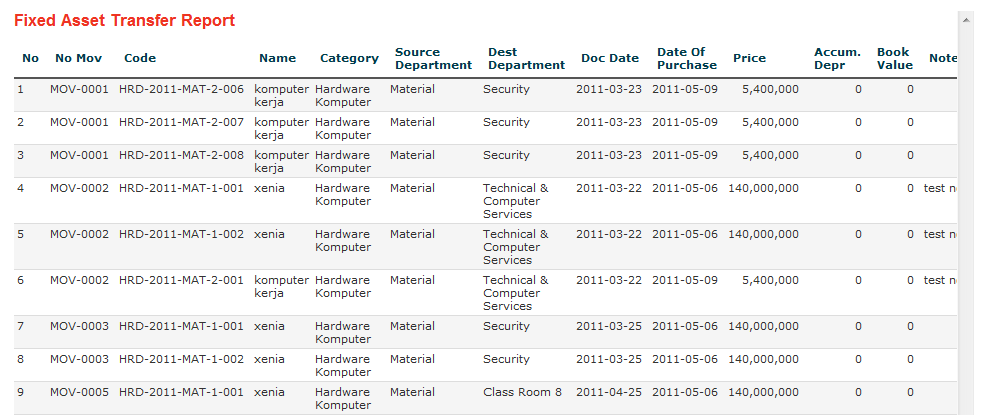 Fixed Asset Transfer Report
No No Mov Code Name Category Source Department Dest Department Doc Date Date Of Purchase Price Accum. Depr Book Value Note
1 MOV-0001 HRD-2011-MAT-2-006 komputer kerja Hardware Komputer Material Security 2011-03-23 2011-05-09 5,400,000 0 0
2 MOV-0001 HRD-2011-MAT-2-007 komputer kerja Hardware Komputer Material Security 2011-03-23 2011-05-09 5,400,000 0 0
3 MOV-0001 HRD-2011-MAT-2-008 komputer kerja Hardware Komputer Material Security 2011-03-23 2011-05-09 5,400,000 0 0
4 MOV-0002 HRD-2011-MAT-1-001 xenia Hardware Komputer Material Technical & Computer Services 2011-03-22 2011-05-06 140,000,000 0 0 test
5 MOV-0002 HRD-2011-MAT-1-002 xenia Hardware Komputer Material Technical & Computer Services 2011-03-22 2011-05-06 140,000,000 0 0 test
6 MOV-0002 HRD-2011-MAT-2-001 komputer kerja Hardware Komputer Material Technical & Computer Services 2011-03-22 2011-05-09 5,400,000 0 0 test
7 MOV-0003 HRD-2011-MAT-1-001 xenia Hardware Komputer Material Security 2011-03-25 2011-05-06 140,000,000 0 0
8 MOV-0003 HRD-2011-MAT-1-002 xenia Hardware Komputer Material Security 2011-03-25 2011-05-06 140,000,000 0 0
9 MOV-0005 HRD-2011-MAT-1-001 xenia Hardware Komputer Material Class Room 8 2011-04-25 2011-05-06 140,000,000 0 0